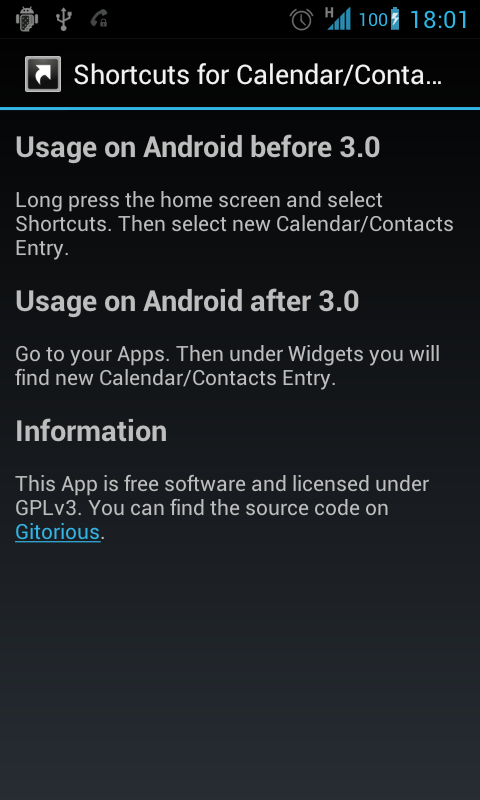 H 100 18:01
Shortcuts for Calendar/Conta...
Usage on Android before 3.0
Long press the home screen and select
Shortcuts. Then select new Calendar/Contacts
Entry.
Usage on Android after 3.0
Go to your Apps. Then under Widgets you will
find new Calendar/Contacts Entry.
Information
This App is free software and licensed under
GPLv3. You can find the source code on
Gitorious.